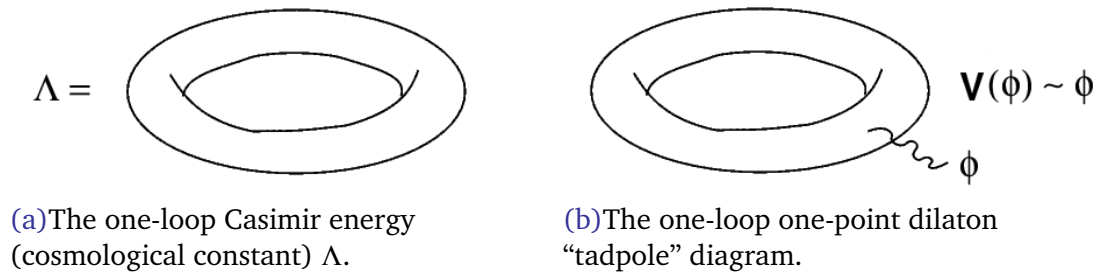 Λ =
V(ϕ) ~ ϕ
ϕ
(a)The one-loop Casimir energy
(cosmological constant) Λ.
(b)The one-loop one-point dilaton
“tadpole” diagram.